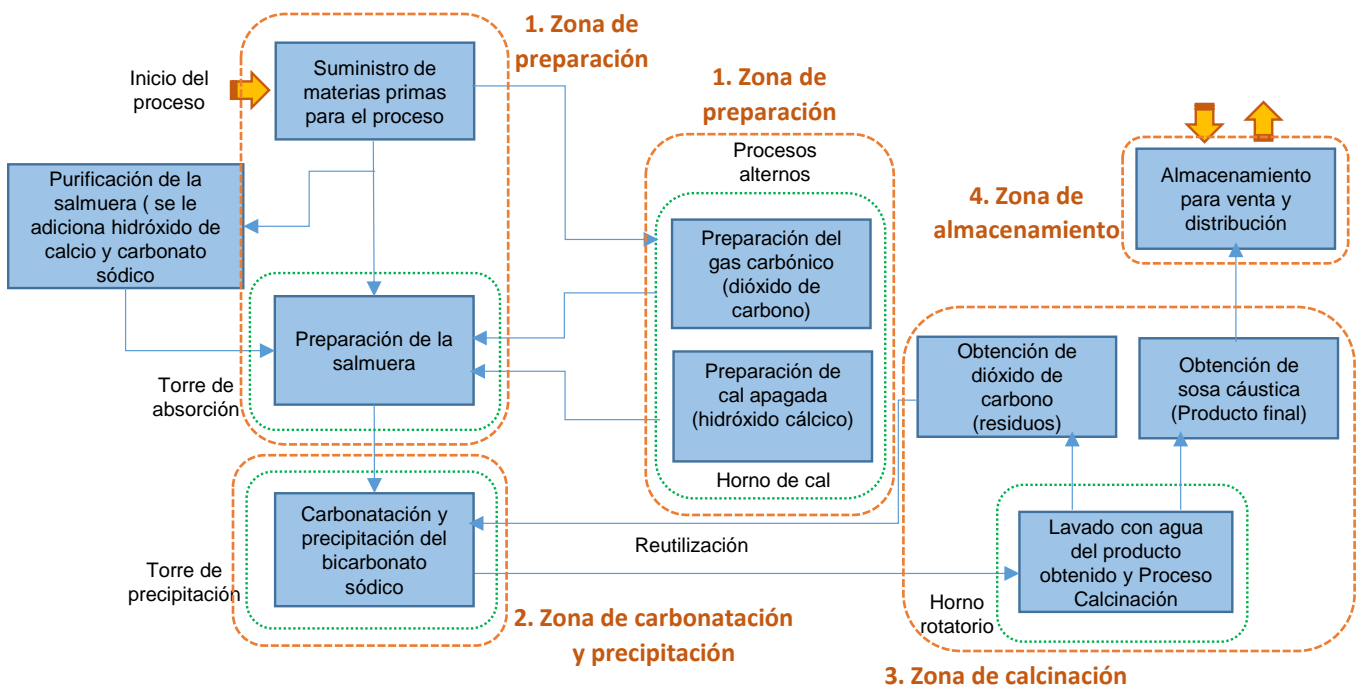 1. Zona de
preparación
Inicio del
proceso
Suministro de
materias primas
para el proceso
Purificación de la
salmuera ( se le
adiciona hidróxido de
calcio y carbonato
sódico
Preparación de la
salmuera
Torre de
absorción
1. Zona de
preparación
Procesos
alternos
Preparación del
gas carbónico
(dióxido de
carbono)
Preparación de
cal apagada
(hidróxido cálcico)
Horno de cal
Carbonatación y
precipitación del
bicarbonato
sódico
Torre de
precipitación
2. Zona de carbonatación
y precipitación
Reutilización
4. Zona de
almacenamiento
Almacenamiento
para venta y
distribución
Obtención de
dióxido de
carbono
(residuos)
Obtención de
sosa cáustica
(Producto final)
Lavado con agua
del producto
obtenido y Proceso
Calcinación
Horno
rotatorio
3. Zona de calcinación